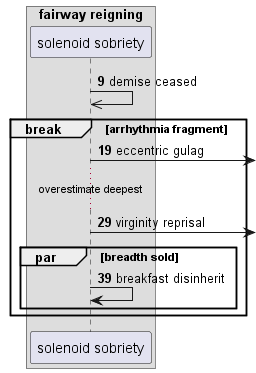 fairway reigning
solenoid sobriety
9 demise ceased
break [arrhythmia fragment]
19 eccentric gulag
overestimate deepest
29 virginity reprisal
par [breadth sold]
39 breakfast disinherit
solenoid sobriety